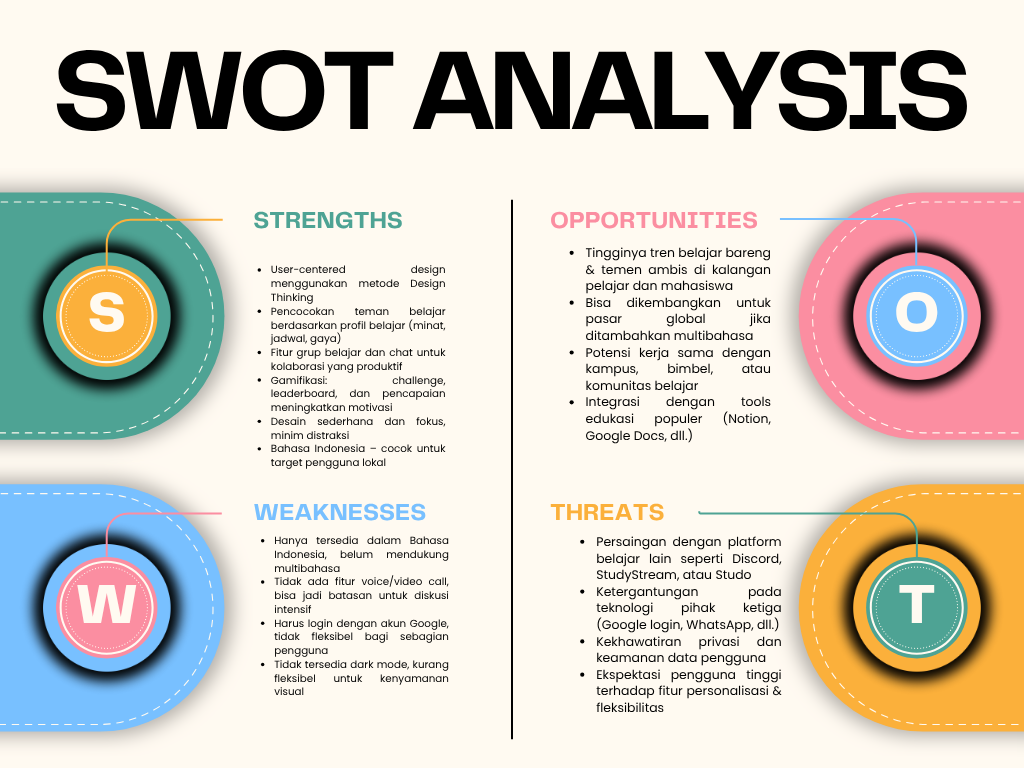 SWOT ANALYSIS
S
STRENGTHS
• User-centered design
menggunakan metode Design
Thinking
• Pencocokan teman belajar
berdasarkan profil belajar (minat,
jadwal, gaya)
• Fitur grup belajar dan chat untuk
kolaborasi yang produktif
• Gamifikasi: challenge,
leaderboard, dan pencapaian
meningkatkan motivasi
• Desain sederhana dan fokus,
minim distraksi
• Bahasa Indonesia – cocok untuk
target pengguna lokal
W
WEAKNESSES
• Hanya tersedia dalam Bahasa
Indonesia, belum mendukung
multibahasa
• Tidak ada fitur voice/video call,
bisa jadi batasan untuk diskusi
intensif
• Harus login dengan akun Google,
tidak fleksibel bagi sebagian
pengguna
• Tidak tersedia dark mode, kurang
fleksibel untuk kenyamanan
visual
OPPORTUNITIES
O
• Tingginya tren belajar bareng
& temen ambis di kalangan
pelajar dan mahasiswa
• Bisa dikembangkan untuk
pasar global jika
ditambahkan multibahasa
• Potensi kerja sama dengan
kampus, bimbel, atau
komunitas belajar
• Integrasi dengan tools
edukasi populer (Notion,
Google Docs, dll.)
THREATS
T
• Persaingan dengan platform
belajar lain seperti Discord,
StudyStream, atau Studo
• Ketergantungan pada
teknologi pihak ketiga
(Google login, WhatsApp, dll.)
• Kekhawatiran privasi dan
keamanan data pengguna
• Ekspektasi pengguna tinggi
terhadap fitur personalisasi &
fleksibilitas